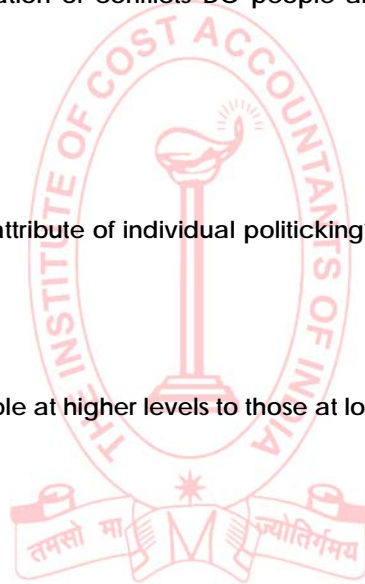 ation of conflicts DO people al
THE INSTITUTE OF COST ACCOUNTANTS OF INDIA
attribute of individual politicking
ple at higher levels to those at lo
तमसो मा ज्योतिर्गमय